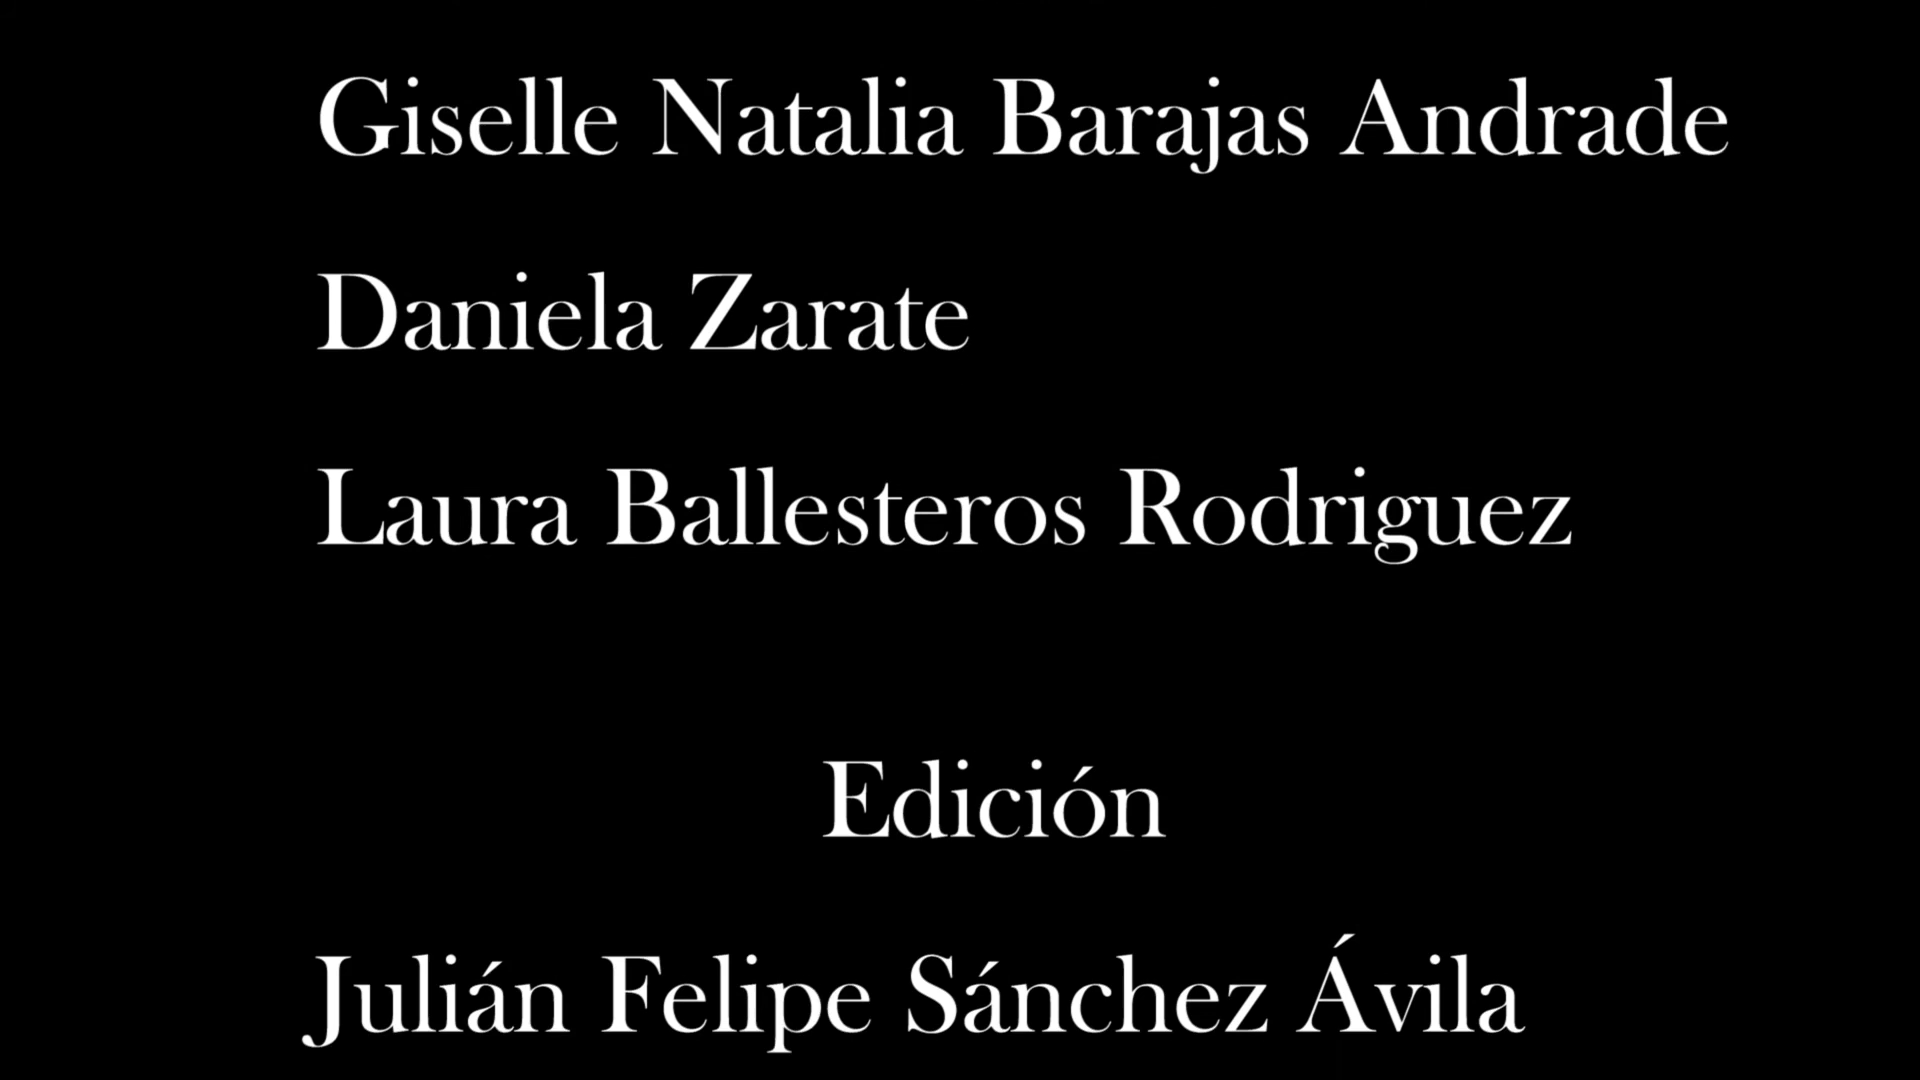 Giselle Natalia Barajas Andrade
Daniela Zarate
Laura Ballesteros Rodriguez
Edición
Julián Felipe Sánchez Ávila